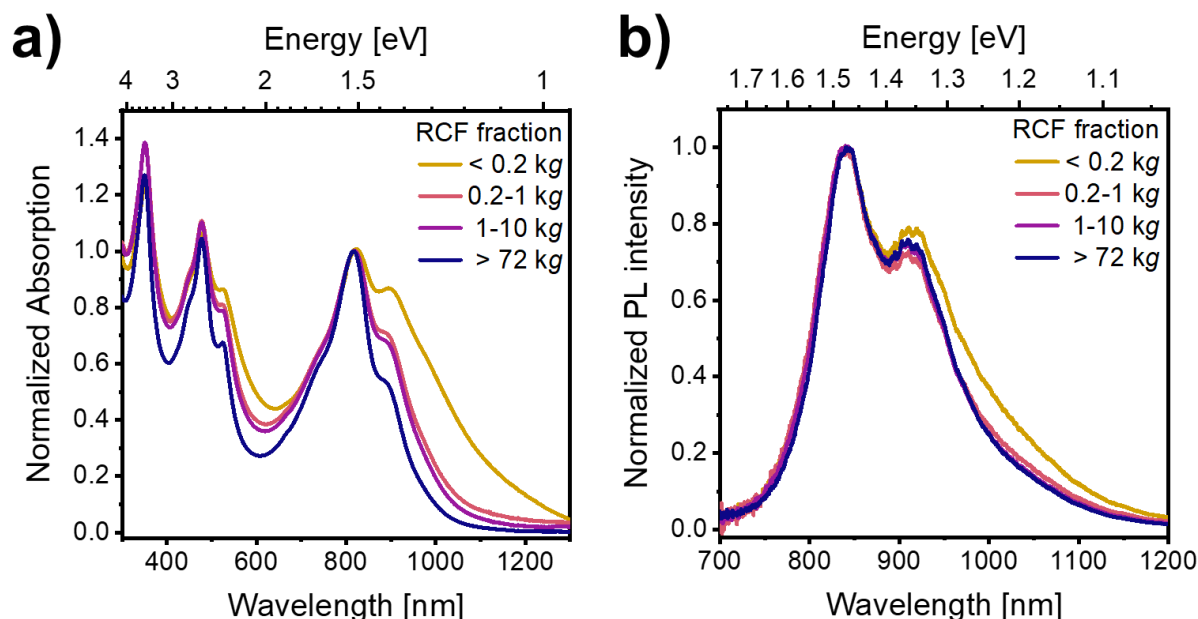 a)
Energy [eV]
4 3 2 1.5 1
Normalized Absorption
1.4
1.2
1.0
0.8
0.6
0.4
0.2
0.0
RCF fraction
< 0.2 kg
0.2-1 kg
1-10 kg
> 72 kg
400 600 800 1000 1200
Wavelength [nm]
b)
Energy [eV]
1.7 1.6 1.5 1.4 1.3 1.2 1.1
Normalized PL intensity
1.0
0.8
0.6
0.4
0.2
0.0
RCF fraction
< 0.2 kg
0.2-1 kg
1-10 kg
> 72 kg
700 800 900 1000 1100 1200
Wavelength [nm]